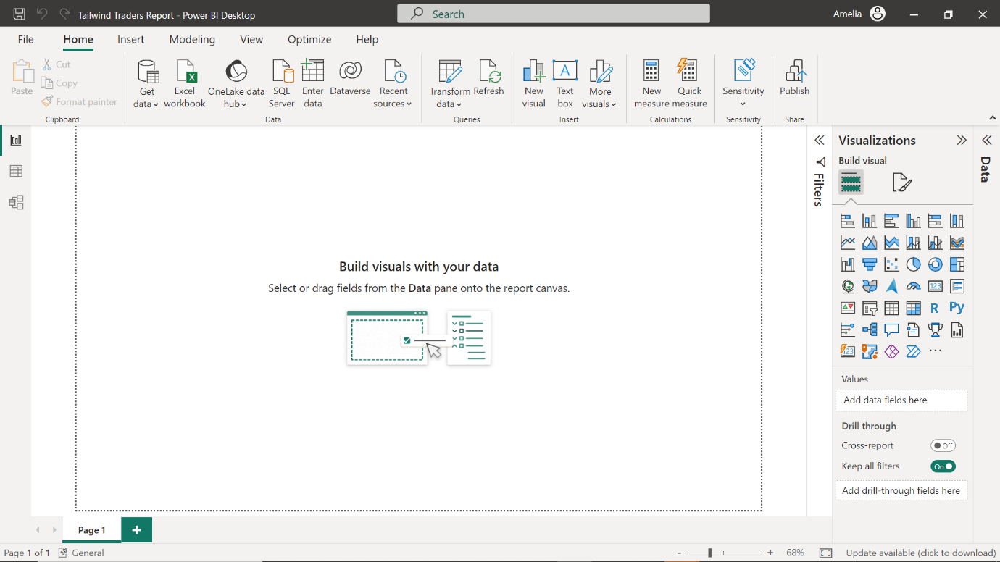 Tailwind Traders Report - Power BI Desktop
Search
Amelia
File Home Insert Modeling View Optimize Help
Paste
Cut
Copy
Format painter
Clipboard
Get data
Excel workbook
OneLake data hub
SQL Server
Enter data
Dataverse
Recent sources
Data
Transform data
Refresh
Queries
New visual
Text box
More visuals
Insert
New measure
Quick measure
Calculations
Sensitivity
Sensitivity
Publish
Share
Build visuals with your data
Select or drag fields from the Data pane onto the report canvas.
Filters
Visualizations
Build visual
123
R
Py
123
Values
Add data fields here
Drill through
Cross-report Off
Keep all filters On
Add drill-through fields here
Data
Page 1
Page 1 of 1
General
- + 68%
Update available (click to download)